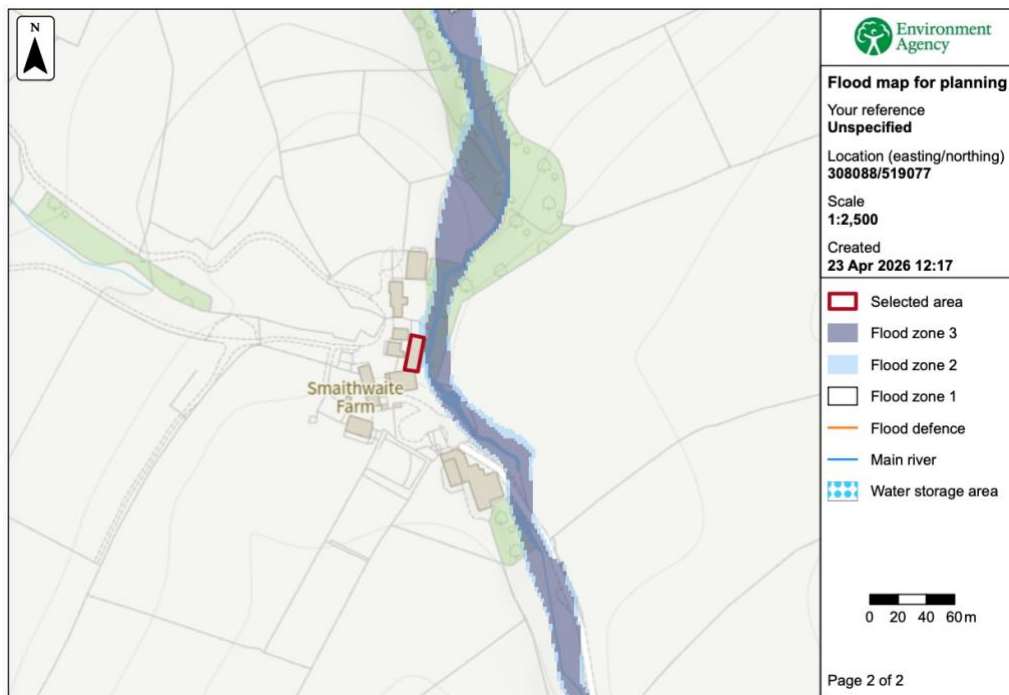 N
Smaithwaite
Farm
Environment
Agency
Flood map for planning
Your reference
Unspecified
Location (easting/northing)
308088/519077
Scale
1:2,500
Created
23 Apr 2026 12:17
Selected area
Flood zone 3
Flood zone 2
Flood zone 1
Flood defence
Main river
Water storage area
0 20 40 60m
Page 2 of 2